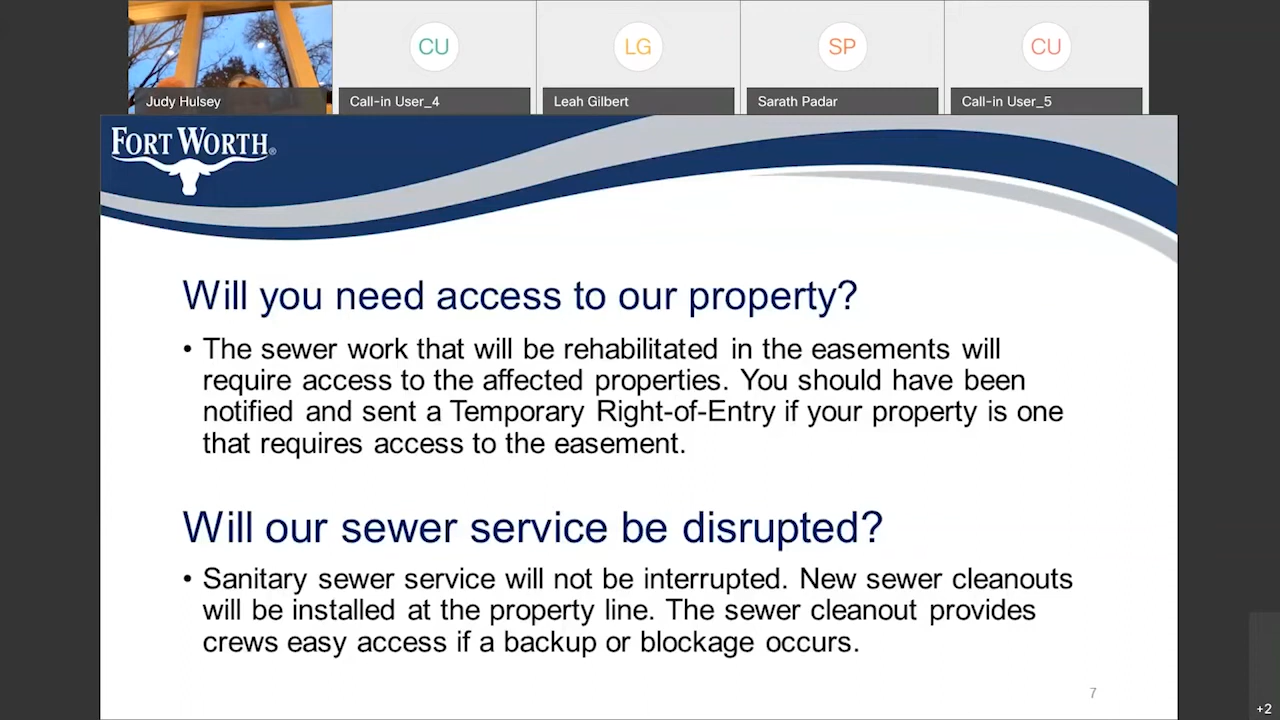 CU
LG
SP
CU
Judy Hulsey
Call-in User_4
Leah Gilbert
Sarath Padar
Call-in User_5
FORT WORTH®
Will you need access to our property?
• The sewer work that will be rehabilitated in the easements will
require access to the affected properties. You should have been
notified and sent a Temporary Right-of-Entry if your property is one
that requires access to the easement.
Will our sewer service be disrupted?
• Sanitary sewer service will not be interrupted. New sewer cleanouts
will be installed at the property line. The sewer cleanout provides
crews easy access if a backup or blockage occurs.
7
+2